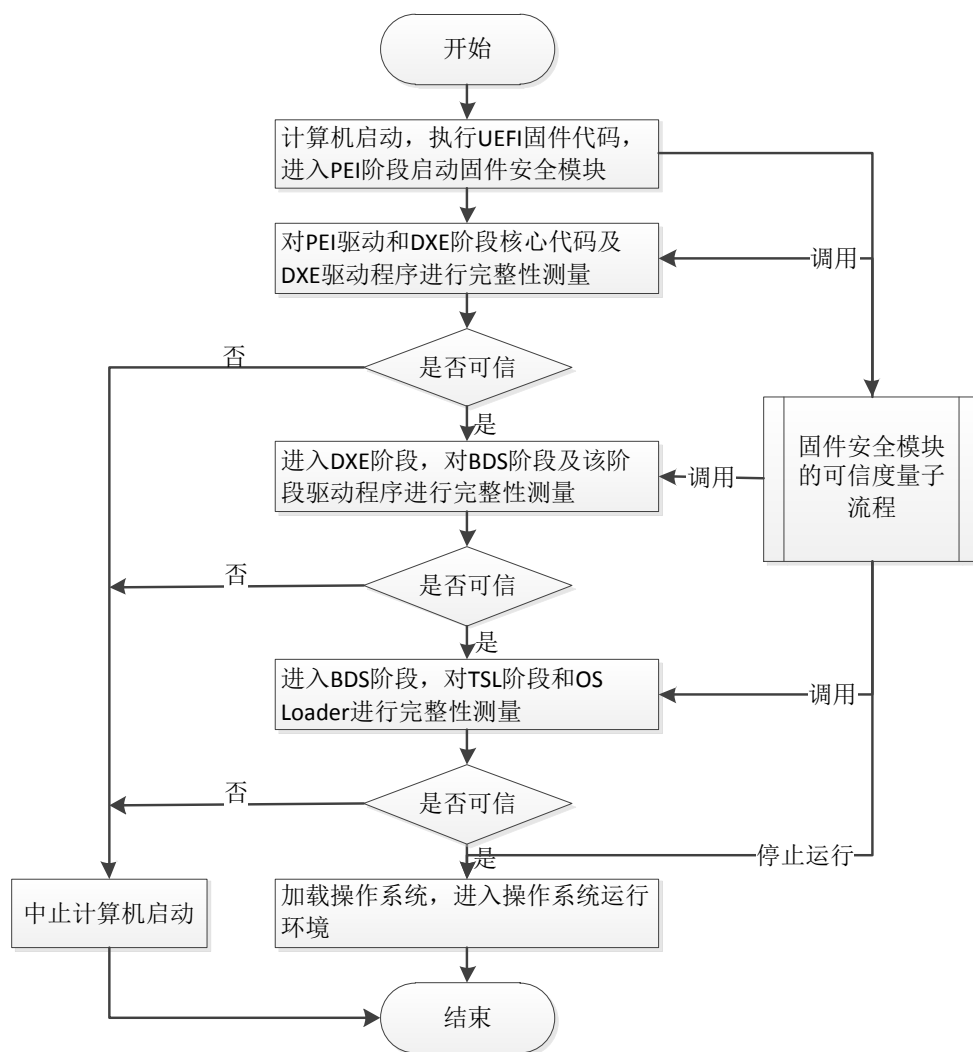 开始
计算机启动，执行UEFI固件代码，
进入PEI阶段启动固件安全模块
对PEI驱动和DXE阶段核心代码及
DXE驱动程序进行完整性测量
调用
否
是否可信
是
固件安全模块
的可信度量子
流程
进入DXE阶段，对BDS阶段及该阶
段驱动程序进行完整性测量
调用
否
是否可信
是
进入BDS阶段，对TSL阶段和OS
Loader进行完整性测量
调用
否
是否可信
是
停止运行
加载操作系统，进入操作系统运行
环境
中止计算机启动
结束